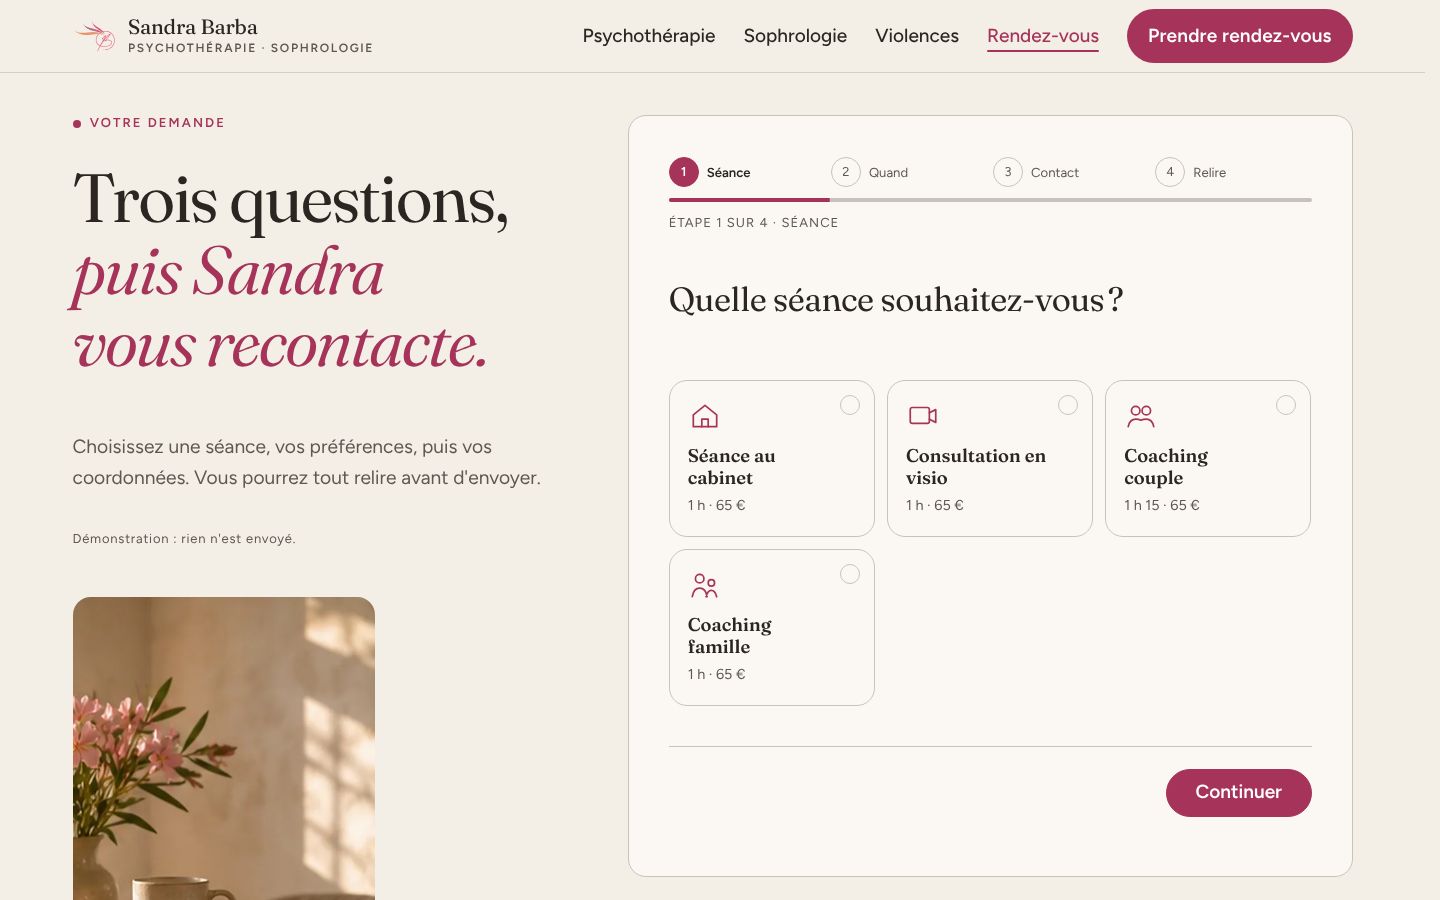 Sandra Barba
PSYCHOTHÉRAPIE · SOPHROLOGIE
Psychothérapie
Sophrologie
Violences
Rendez-vous
Prendre rendez-vous
VOTRE DEMANDE
Trois questions,
puis Sandra
vous recontacte.
Choisissez une séance, vos préférences, puis vos
coordonnées. Vous pourrez tout relire avant d'envoyer.
Démonstration : rien n'est envoyé.
1 Séance
2 Quand
3 Contact
4 Relire
ÉTAPE 1 SUR 4 · SÉANCE
Quelle séance souhaitez-vous ?
Séance au
cabinet
1 h · 65 €
Consultation en
visio
1 h · 65 €
Coaching
couple
1 h 15 · 65 €
Coaching
famille
1 h · 65 €
Continuer